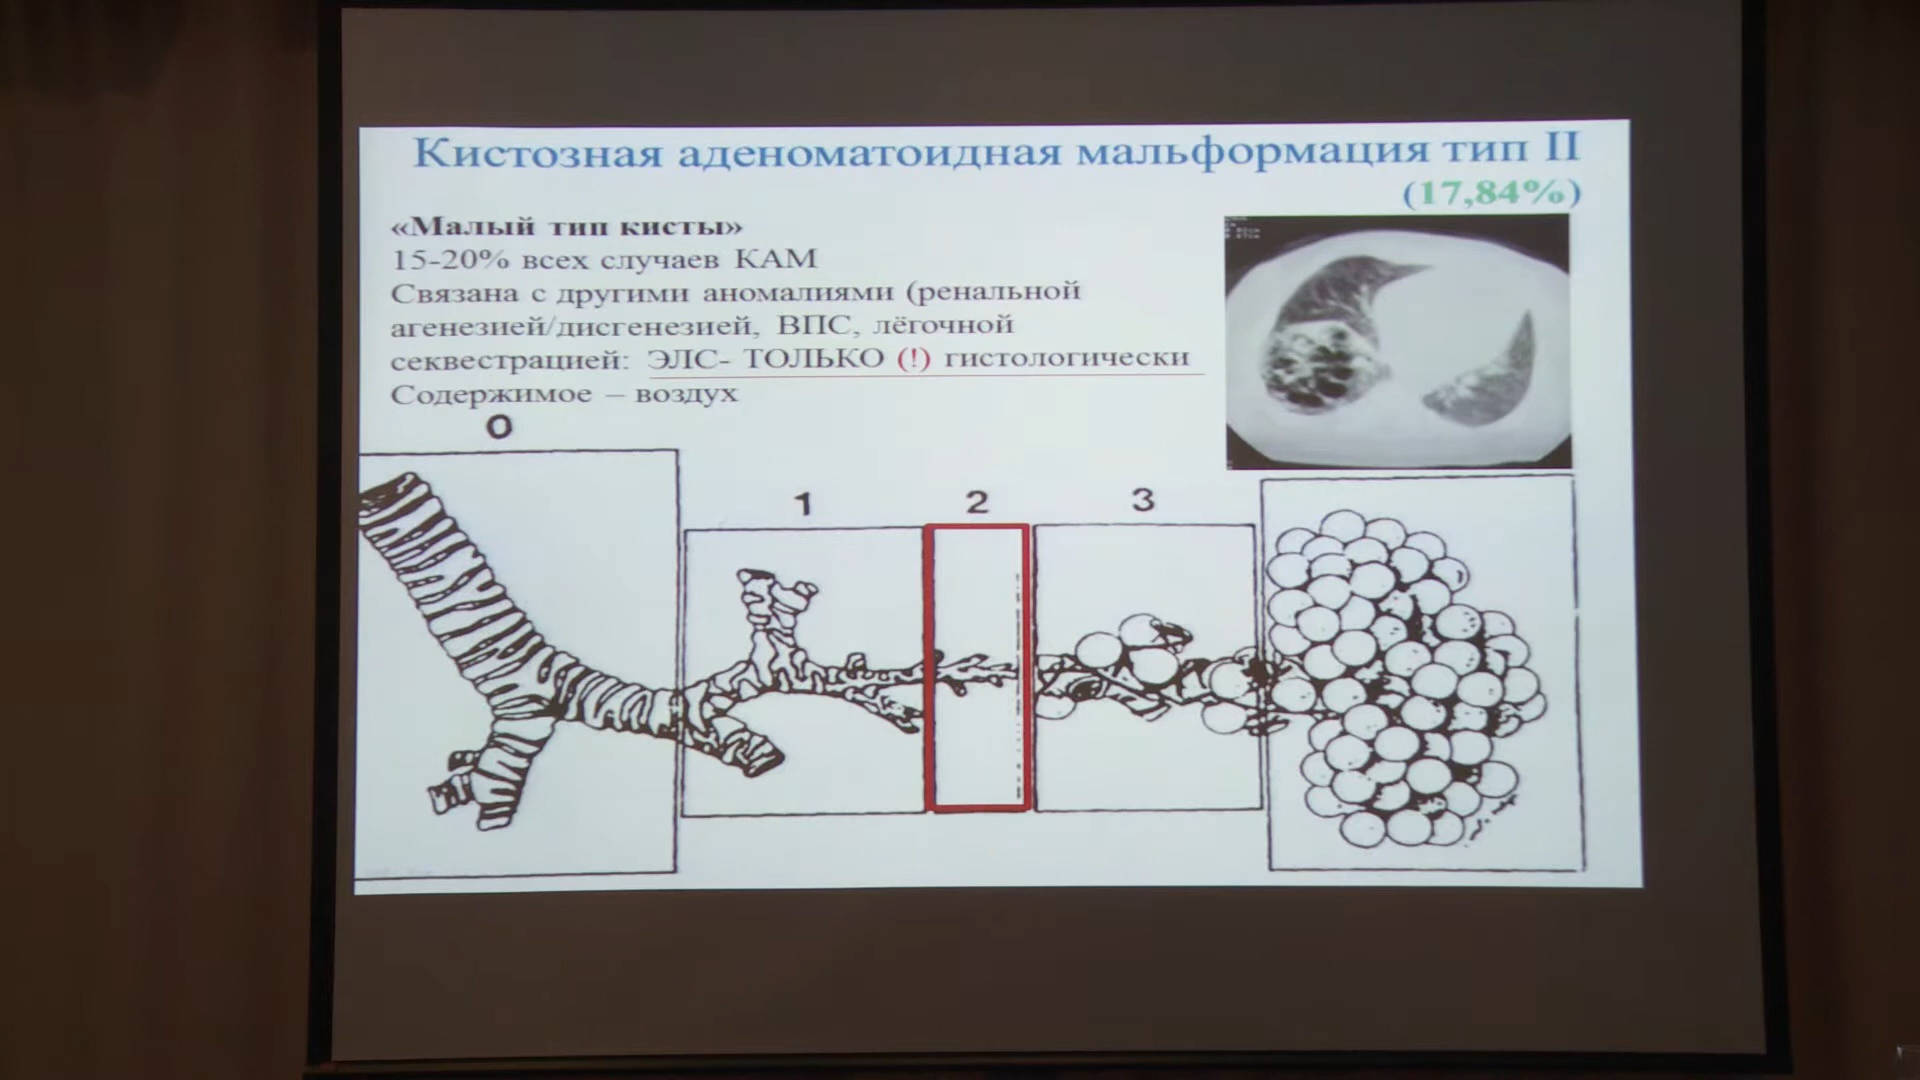 Кистозная аденоматоидная мальформация тип II
(17,84%)
«Малый тип кисты»
15-20% всех случаев КАМ
Связана с другими аномалиями (ренальной
агенезией/дисгенезией, ВПС, лёгочной
секвестрацией: ЭЛС- ТОЛЬКО (!) гистологически
Содержимое – воздух
0
1
2
3